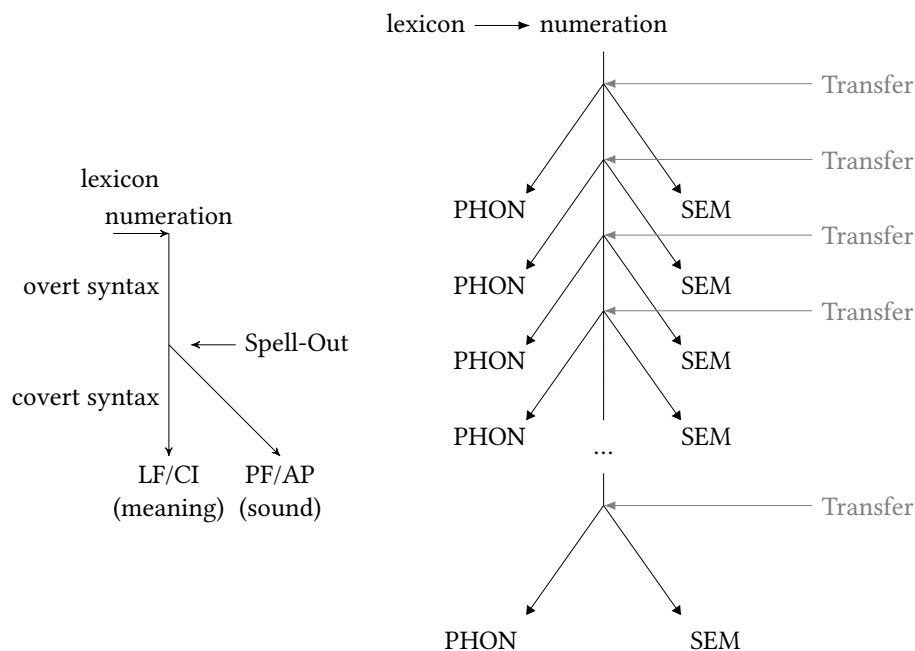 lexicon
numeration
overt syntax
Spell-Out
covert syntax
LF/CI PF/AP
(meaning) (sound)
lexicon numeration
Transfer
Transfer
PHON SEM
Transfer
PHON SEM
Transfer
PHON SEM
PHON SEM
...
Transfer
PHON SEM